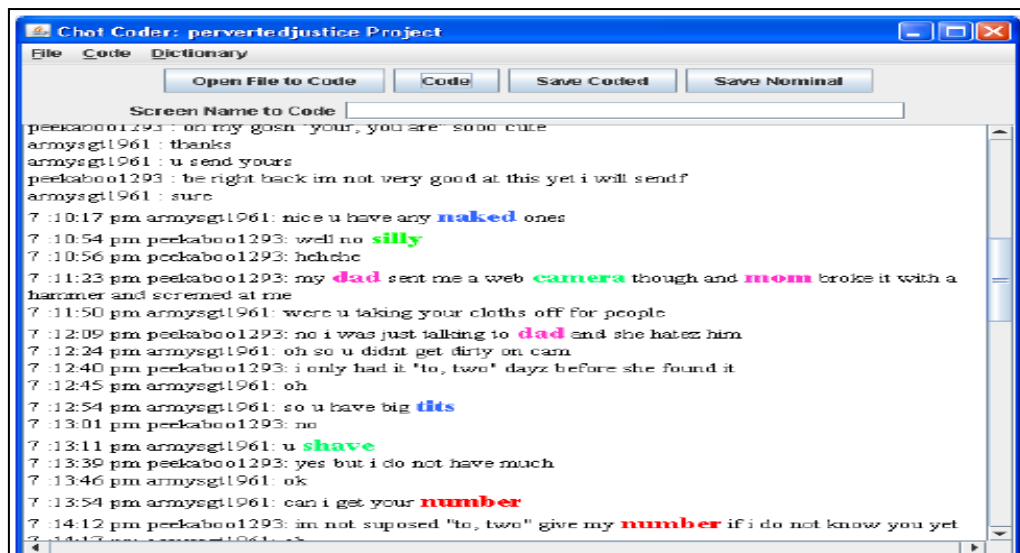 Chat Coder: pervertedjustice Project
File Code Dictionary
Open File to Code Code Save Coded Save Nominal
Screen Name to Code
peekaboo1293 : oh my gosh "your, you are" sooo cute
armysgt1961 : thanks
armysgt1961 : u send yours
peekaboo1293 : be right back im not very good at this yet i will sendf
armysgt1961 : sure
7 :10:17 pm armysgt1961: nice u have any naked ones
7 :10:54 pm peekaboo1293: well no silly
7 :10:56 pm peekaboo1293: hehehe
7 :11:23 pm peekaboo1293: my dad sent me a web camera though and mom broke it with a
hammer and scremed at me
7 :11:50 pm armysgt1961: were u taking your cloths off for people
7 :12:09 pm peekaboo1293: no i was just talking to dad and she hatez him
7 :12:24 pm armysgt1961: oh so u didnt get dirty on cam
7 :12:40 pm peekaboo1293: i only had it "to, two" dayz before she found it
7 :12:45 pm armysgt1961: oh
7 :12:54 pm armysgt1961: so u have big tits
7 :13:01 pm peekaboo1293: no
7 :13:11 pm armysgt1961: u shave
7 :13:39 pm peekaboo1293: yes but i do not have much
7 :13:46 pm armysgt1961: ok
7 :13:54 pm armysgt1961: can i get your number
7 :14:12 pm peekaboo1293: im not suposed "to, two" give my number if i do not know you yet